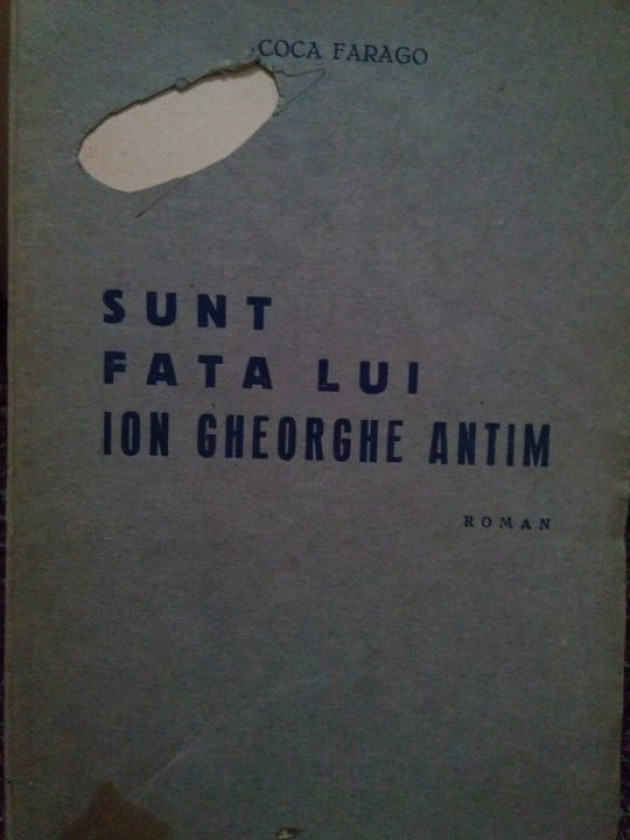 COCA FARAGO
SUNT
FATA LUI
ION GHEORGHE ANTIM
ROMAN